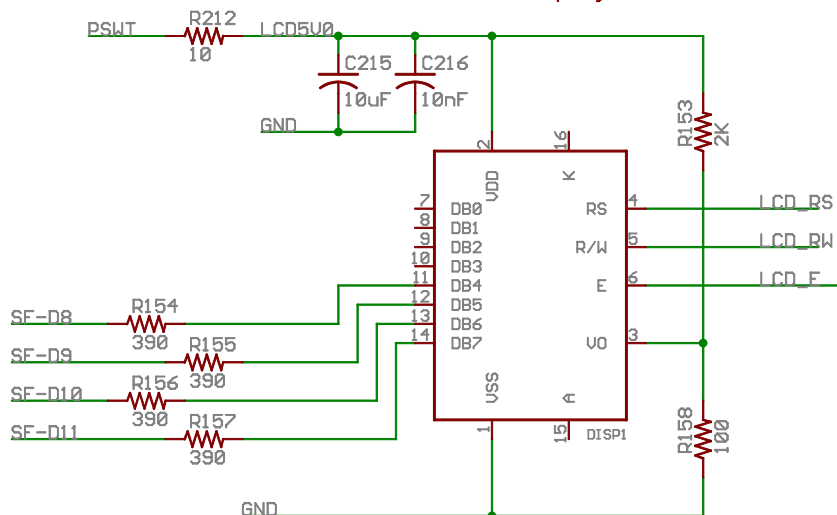 R212
PSWT
LCD5V0
10
C215
C216
10uF
10nF
GND
R153
2K
2
16
VDD
K
7
DB0
RS
4
LCD_RS
8
DB1
9
DB2
R/W
5
LCD_RW
10
DB3
11
DB4
E
6
LCD_E
12
DB5
13
DB6
14
DB7
VO
3
R154
SF-D8
390
R155
SF-D9
390
R156
SF-D10
390
R157
SF-D11
390
VSS
A
1
15
DISP1
R158
100
GND